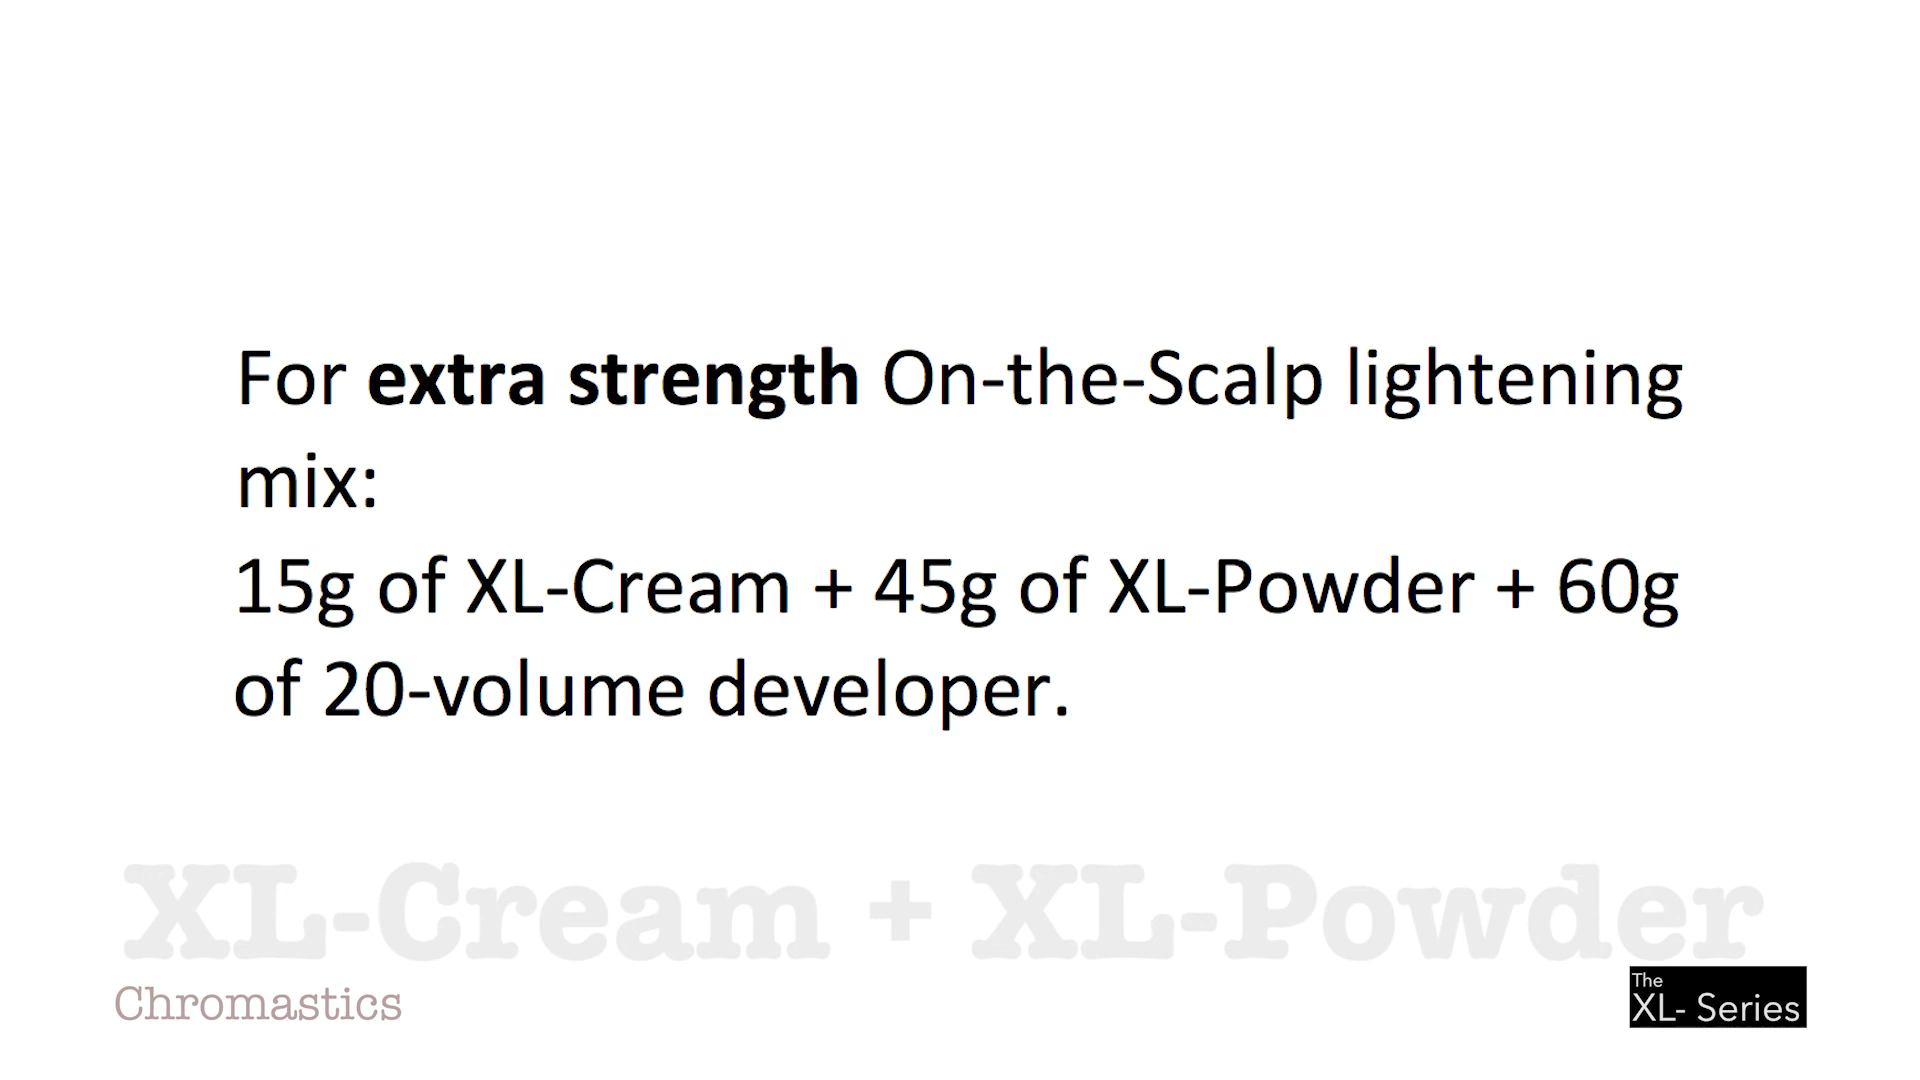 For extra strength On-the-Scalp lightening
mix:
15g of XL-Cream + 45g of XL-Powder + 60g
of 20-volume developer.
XL-Cream + XL-Powder
Chromastics
The
XL- Series